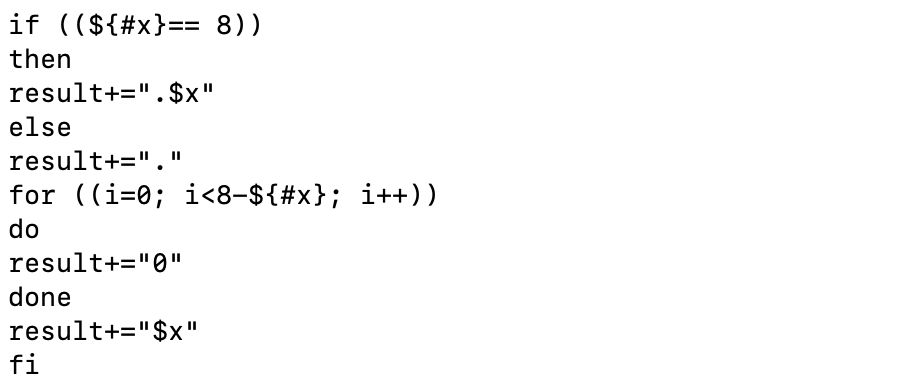 if ((${#x}== 8))
then
result+=".$x"
else
result+="."
for ((i=0; i<8-${#x}; i++))
do
result+="0"
done
result+="$x"
fi